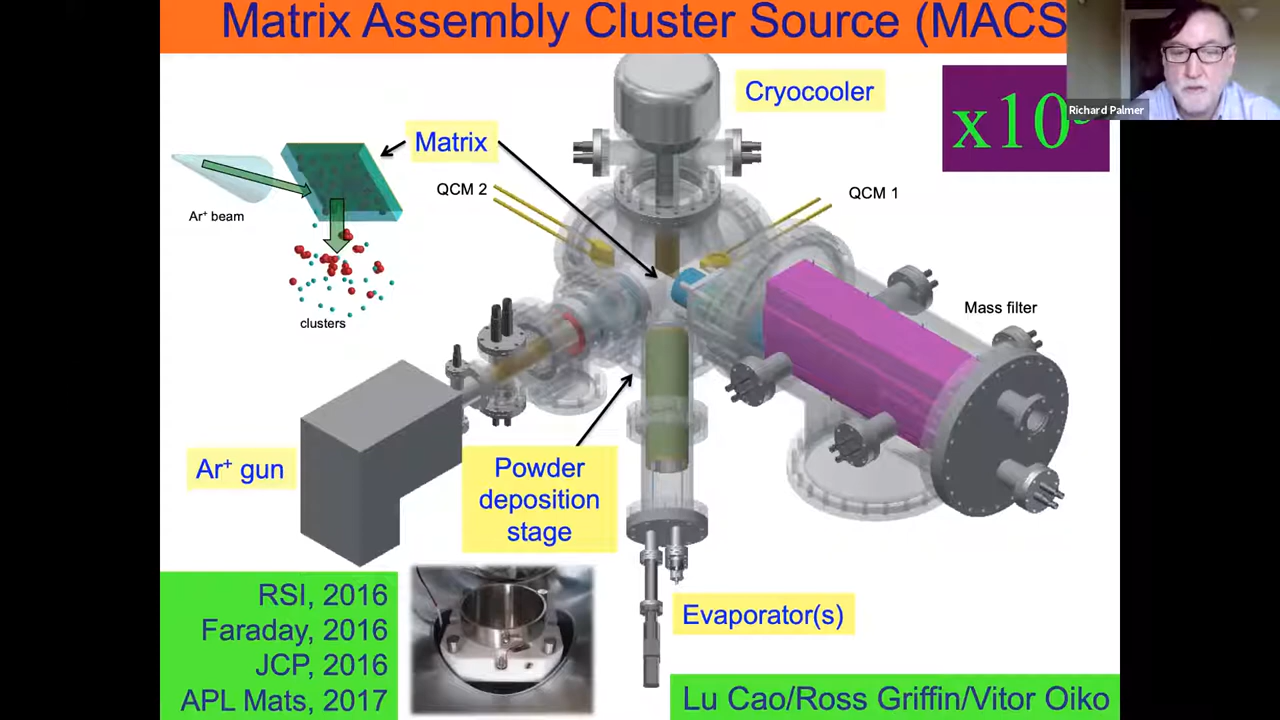 Matrix Assembly Cluster Source (MACS
Richard Palmer
Cryocooler
x10
Matrix
QCM 2
QCM 1
Ar+ beam
clusters
Mass filter
Ar+ gun
Powder
deposition
stage
Evaporator(s)
RSI, 2016
Faraday, 2016
JCP, 2016
APL Mats, 2017
Lu Cao/Ross Griffin/Vitor Oiko